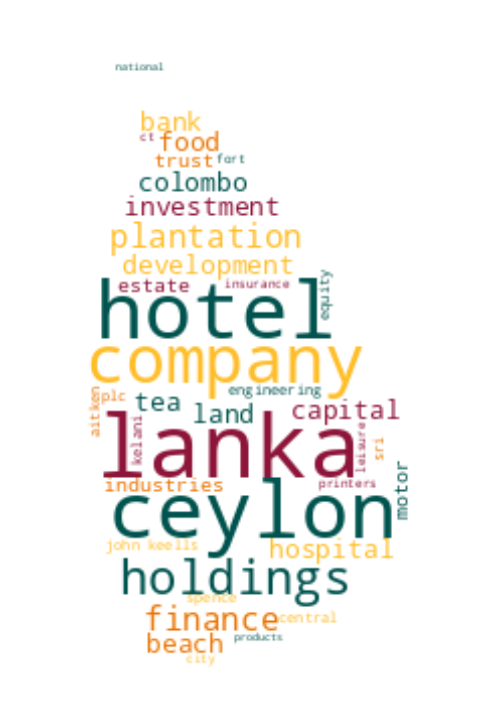 national
bank
ct food
trust fort
colombo
investment
plantation
development
estate insurance
hotel equity
company
aitken plc tea engineering
land capital
lanka kelani leisure sri
industries printers
ceylon motor
john keells hospital
holdings
spence
finance central
beach products
city